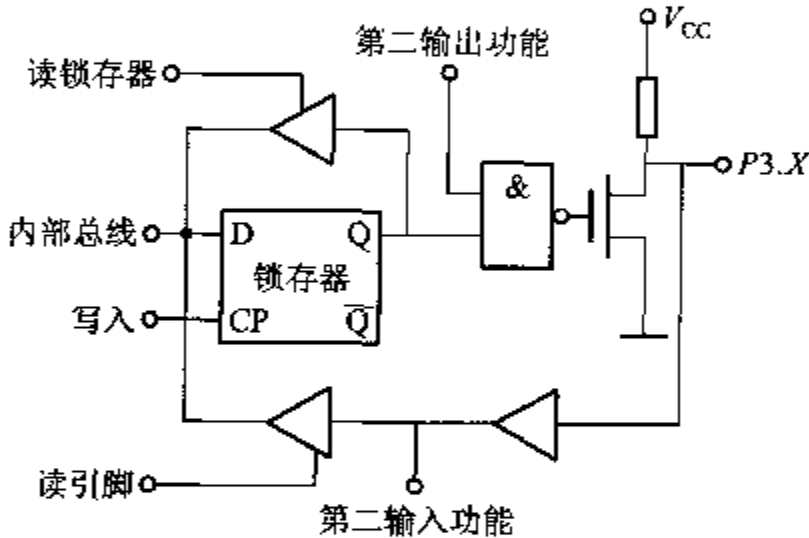 V_CC
第二输出功能
读锁存器
P3.X
&
内部总线
D Q
锁存器
写入
CP Q̅
读引脚
第二输入功能